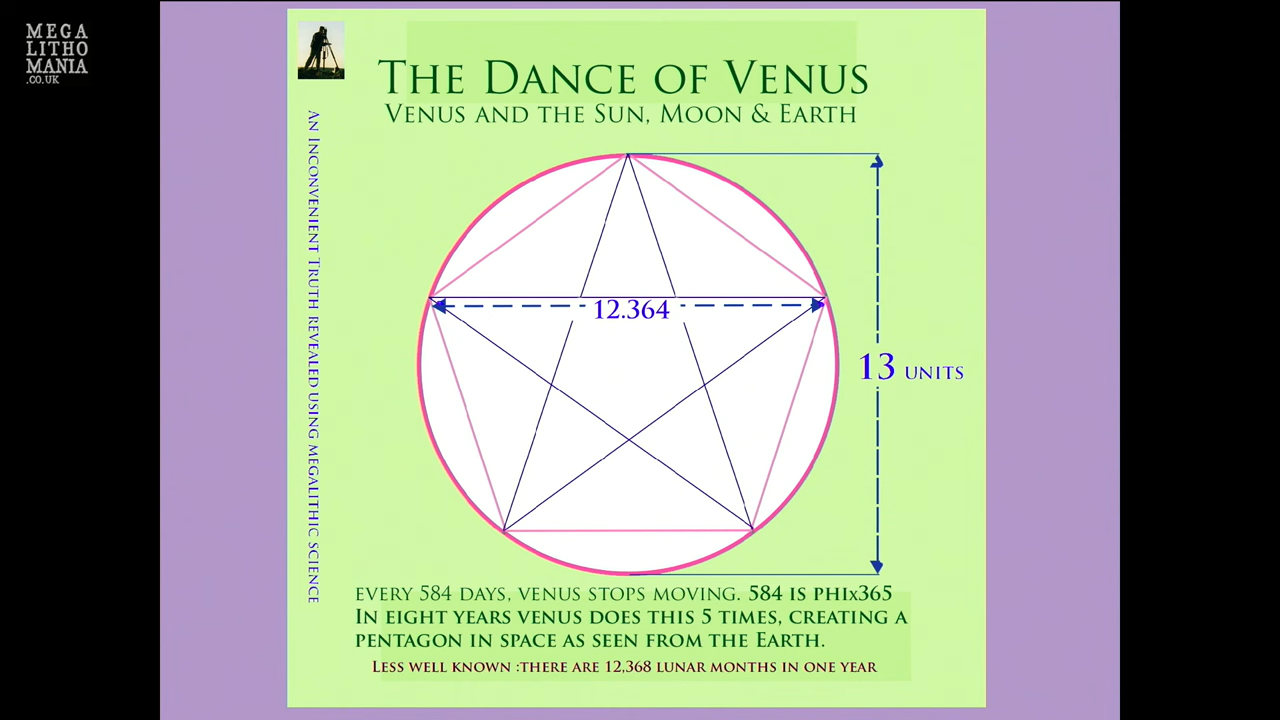 MEGA
LITHO
MANIA
.CO.UK
THE DANCE OF VENUS
VENUS AND THE SUN, MOON & EARTH
AN INCONVENIENT TRUTH REVEALED USING MEGALITHIC SCIENCE
12.364
13 UNITS
EVERY 584 DAYS, VENUS STOPS MOVING. 584 IS PHIX365
IN EIGHT YEARS VENUS DOES THIS 5 TIMES, CREATING A
PENTAGON IN SPACE AS SEEN FROM THE EARTH.
LESS WELL KNOWN :THERE ARE 12,368 LUNAR MONTHS IN ONE YEAR